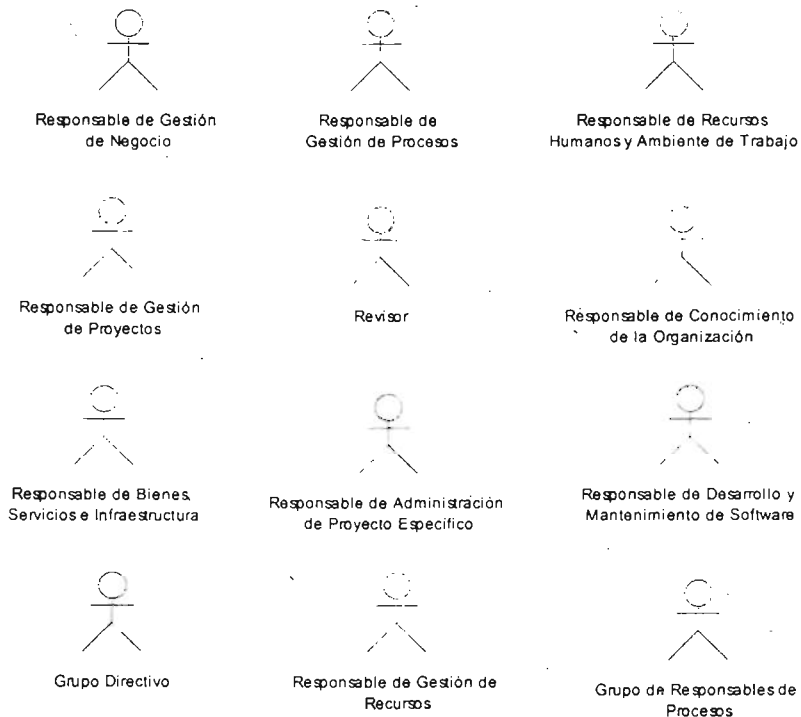 Responsable de Gestión
de Negocio
Responsable de
Gestión de Procesos
Responsable de Recursos
Humanos y Ambiente de Trabajo
Responsable de Gestión
de Proyectos
Revisor
Responsable de Conocimiento
de la Organización
Responsable de Bienes,
Servicios e Infraestructura
Responsable de Administración
de Proyecto Específico
Responsable de Desarrollo y
Mantenimiento de Software
Grupo Directivo
Responsable de Gestión de
Recursos
Grupo de Responsables de
Procesos